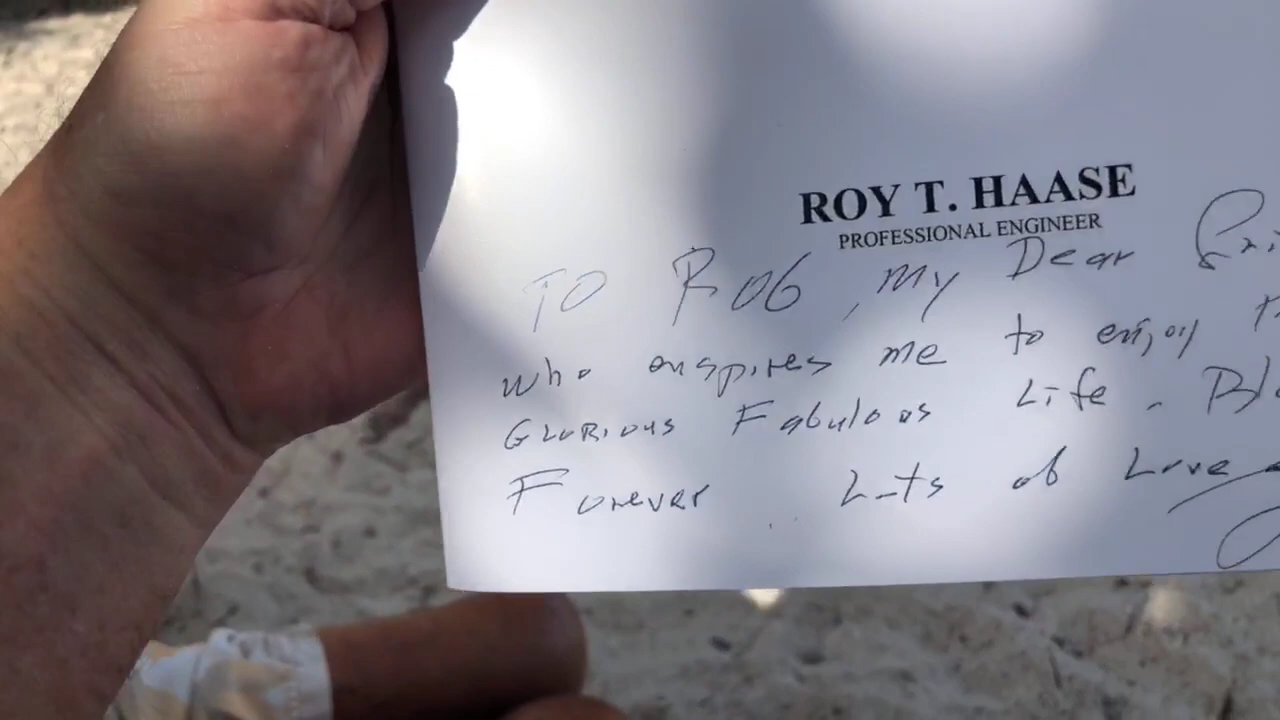 ROY T. HAASE
PROFESSIONAL ENGINEER
TO ROB, My Dear
who enspires me to enjoy
GLORIOUS Fabulous Life.
Forever Lots of Love